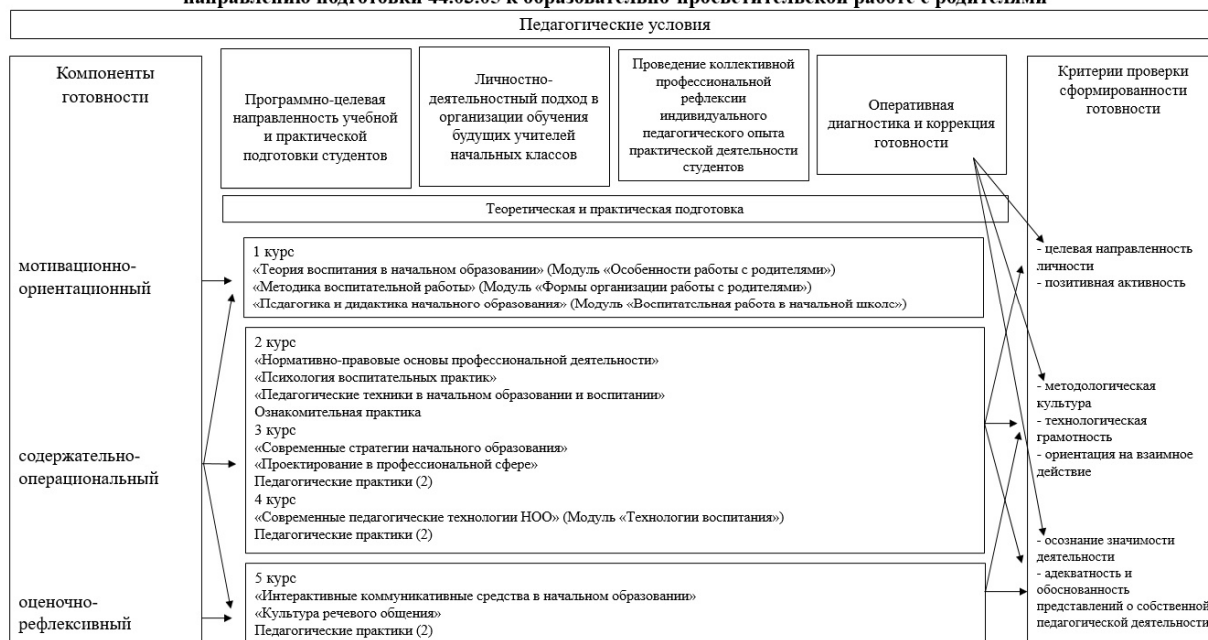 направлению подготовки 44.03.05 к образовательно-просветительской работе с родителями
Педагогические условия
Компоненты
готовности
Программно-целевая
направленность учебной
и практической
подготовки студентов
Личностно-
деятельностный подход в
организации обучения
будущих учителей
начальных классов
Проведение коллективной
профессиональной
рефлексии
индивидуального
педагогического опыта
практической деятельности
студентов
Оперативная
диагностика и коррекция
готовности
Критерии проверки
сформированности
готовности
Теоретическая и практическая подготовка
мотивационно-
ориентационный
1 курс
«Теория воспитания в начальном образовании» (Модуль «Особенности работы с родителями»)
«Методика воспитательной работы» (Модуль «Формы организации работы с родителями»)
«Педагогика и дидактика начального образования» (Модуль «Воспитательная работа в начальной школе»)
- целевая направленность
личности
- позитивная активность
содержательно-
операциональный
2 курс
«Нормативно-правовые основы профессиональной деятельности»
«Психология воспитательных практик»
«Педагогические техники в начальном образовании и воспитании»
Ознакомительная практика
3 курс
«Современные стратегии начального образования»
«Проектирование в профессиональной сфере»
Педагогические практики (2)
4 курс
«Современные педагогические технологии НОО» (Модуль «Технологии воспитания»)
Педагогические практики (2)
- методологическая
культура
- технологическая
грамотность
- ориентация на взаимное
действие
оценочно-
рефлексивный
5 курс
«Интерактивные коммуникативные средства в начальном образовании»
«Культура речевого общения»
Педагогические практики (2)
- осознание значимости
деятельности
- адекватность и
обоснованность
представлений о собственной
педагогической деятельности